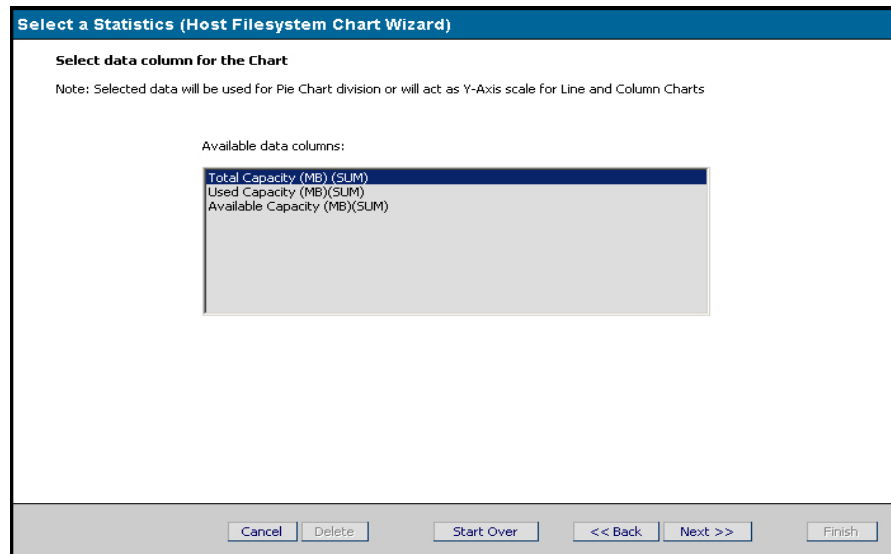 Select a Statistics (Host Filesystem Chart Wizard)
Select data column for the Chart
Note: Selected data will be used for Pie Chart division or will act as Y-Axis scale for Line and Column Charts
Available data columns:
Total Capacity (MB) (SUM)
Used Capacity (MB)(SUM)
Available Capacity (MB)(SUM)
Cancel Delete Start Over << Back Next >> Finish